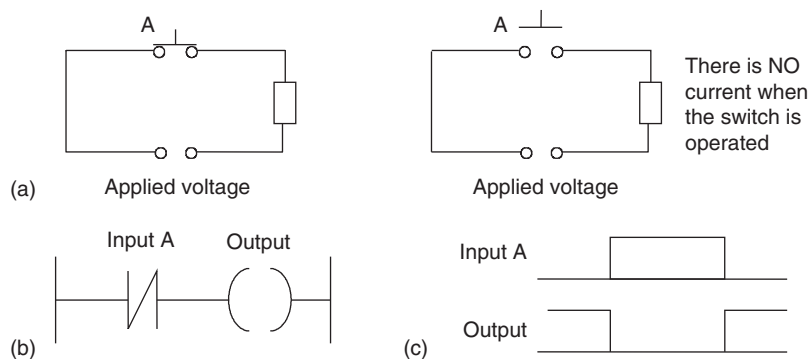 A
A
There is NO
current when
the switch is
operated
(a)
Applied voltage
Applied voltage
Input A
Output
(b)
Input A
Output
(c)